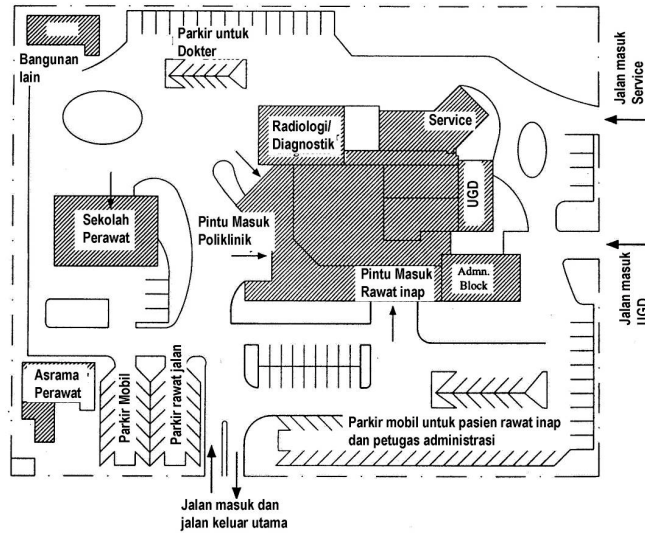 Parkir untuk
Dokter
Bangunan
lain
Jalan masuk
Service
Radiologi/
Diagnostik
Service
UGD
Sekolah
Perawat
Pintu Masuk
Poliklinik
Pintu Masuk
Rawat inap
Admn.
Block
Jalan masuk
UGD
Asrama
Perawat
Parkir Mobil
Parkir rawat jalan
Parkir mobil untuk pasien rawat inap
dan petugas administrasi
Jalan masuk dan
jalan keluar utama